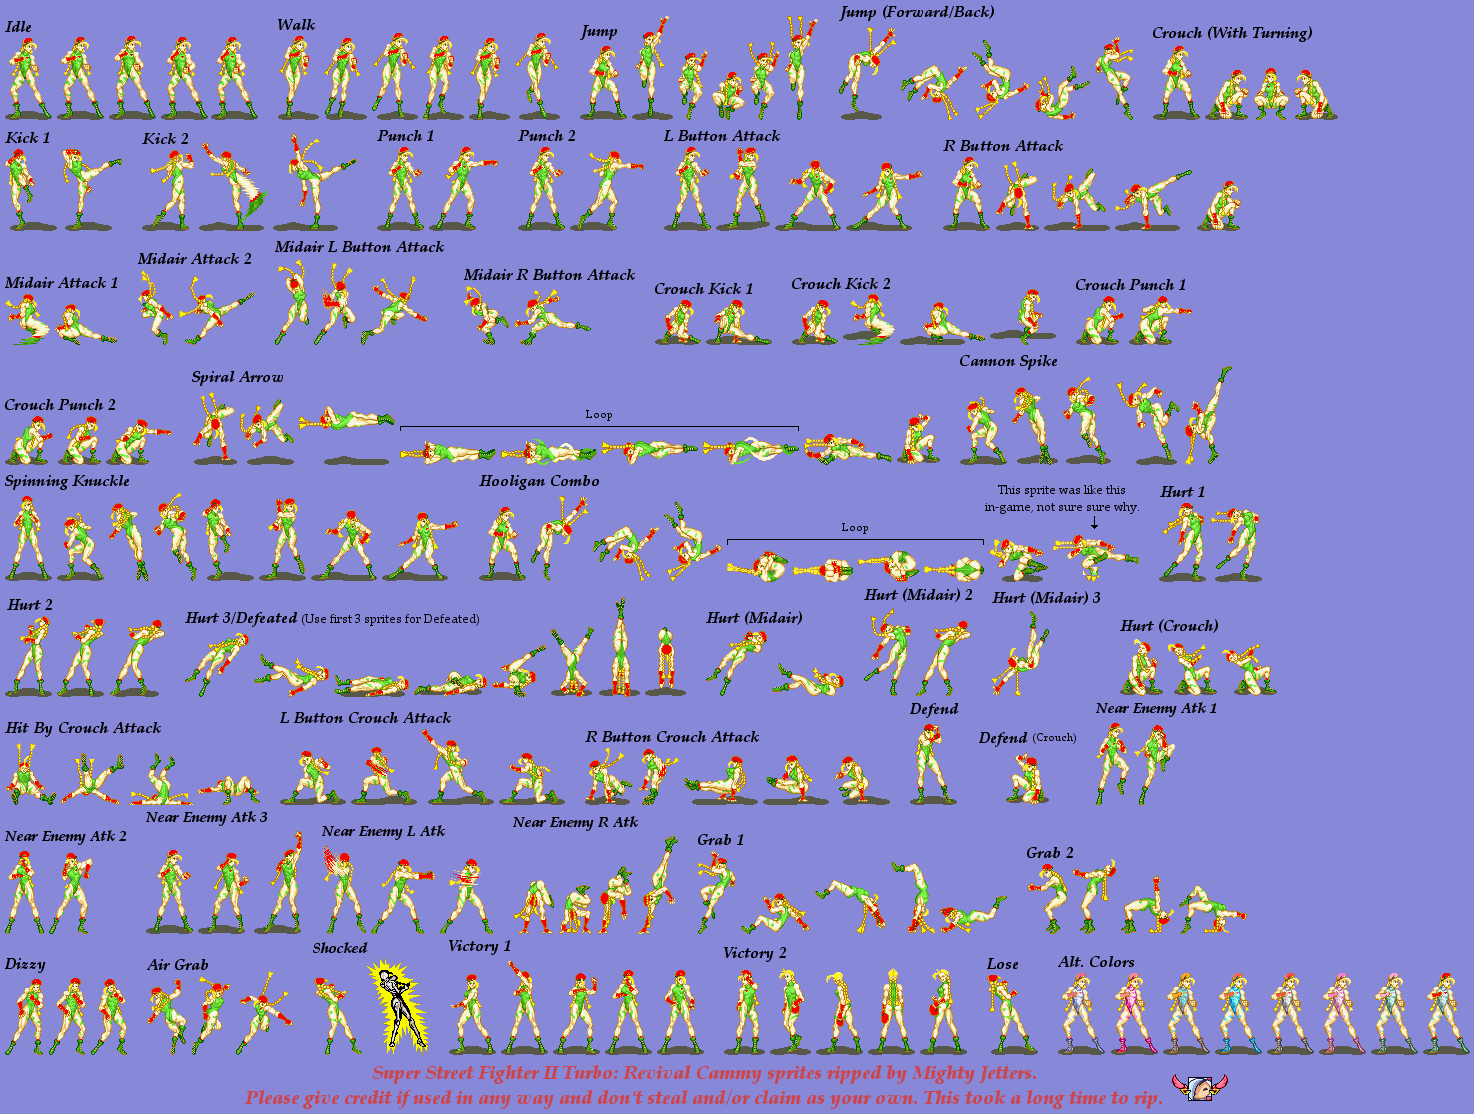 Idle
Walk
Jump
Jump (Forward/Back)
Crouch (With Turning)
Kick 1
Kick 2
Punch 1
Punch 2
L Button Attack
R Button Attack
Midair Attack 1
Midair Attack 2
Midair L Button Attack
Midair R Button Attack
Crouch Kick 1
Crouch Kick 2
Crouch Punch 1
Crouch Punch 2
Spiral Arrow
Loop
Cannon Spike
Spinning Knuckle
Hooligan Combo
Loop
This sprite was like this
in-game, not sure sure why.
Hurt 1
Hurt 2
Hurt 3/Defeated (Use first 3 sprites for Defeated)
Hurt (Midair)
Hurt (Midair) 2
Hurt (Midair) 3
Hurt (Crouch)
Hit By Crouch Attack
L Button Crouch Attack
R Button Crouch Attack
Defend
Defend (Crouch)
Near Enemy Atk 1
Near Enemy Atk 2
Near Enemy Atk 3
Near Enemy L Atk
Near Enemy R Atk
Grab 1
Grab 2
Dizzy
Air Grab
Shocked
Victory 1
Victory 2
Lose
Alt. Colors
Super Street Fighter II Turbo: Revival Cammy sprites ripped by Mighty Jetters.
Please give credit if used in any way and don't steal and/or claim as your own. This took a long time to rip.